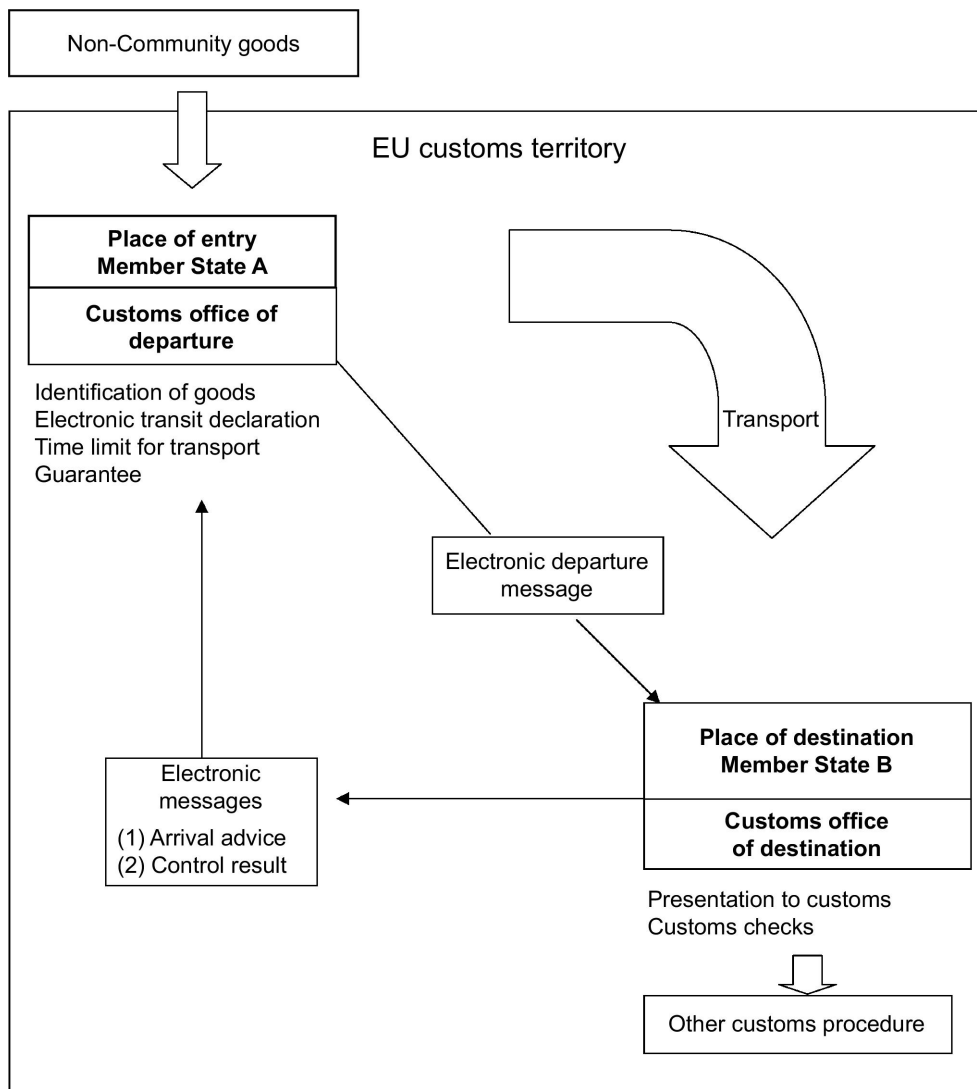 Non-Community goods
EU customs territory
Place of entry
Member State A
Customs office of
departure
Identification of goods
Electronic transit declaration
Time limit for transport
Guarantee
Transport
Electronic departure
message
Place of destination
Member State B
Customs office
of destination
Electronic
messages
(1) Arrival advice
(2) Control result
Presentation to customs
Customs checks
Other customs procedure